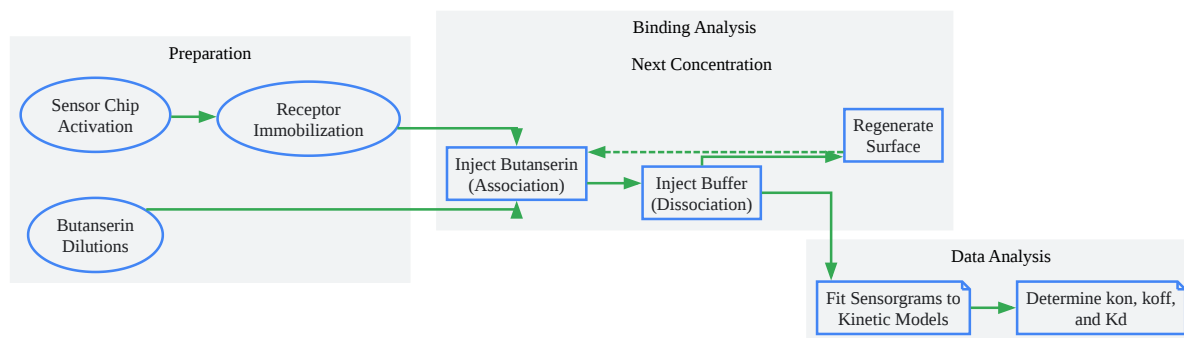 Preparation
Sensor Chip
Activation
Receptor
Immobilization
Butanserin
Dilutions
Binding Analysis
Next Concentration
Inject Butanserin
(Association)
Inject Buffer
(Dissociation)
Regenerate
Surface
Data Analysis
Fit Sensorgrams to
Kinetic Models
Determine kon, koff,
and Kd